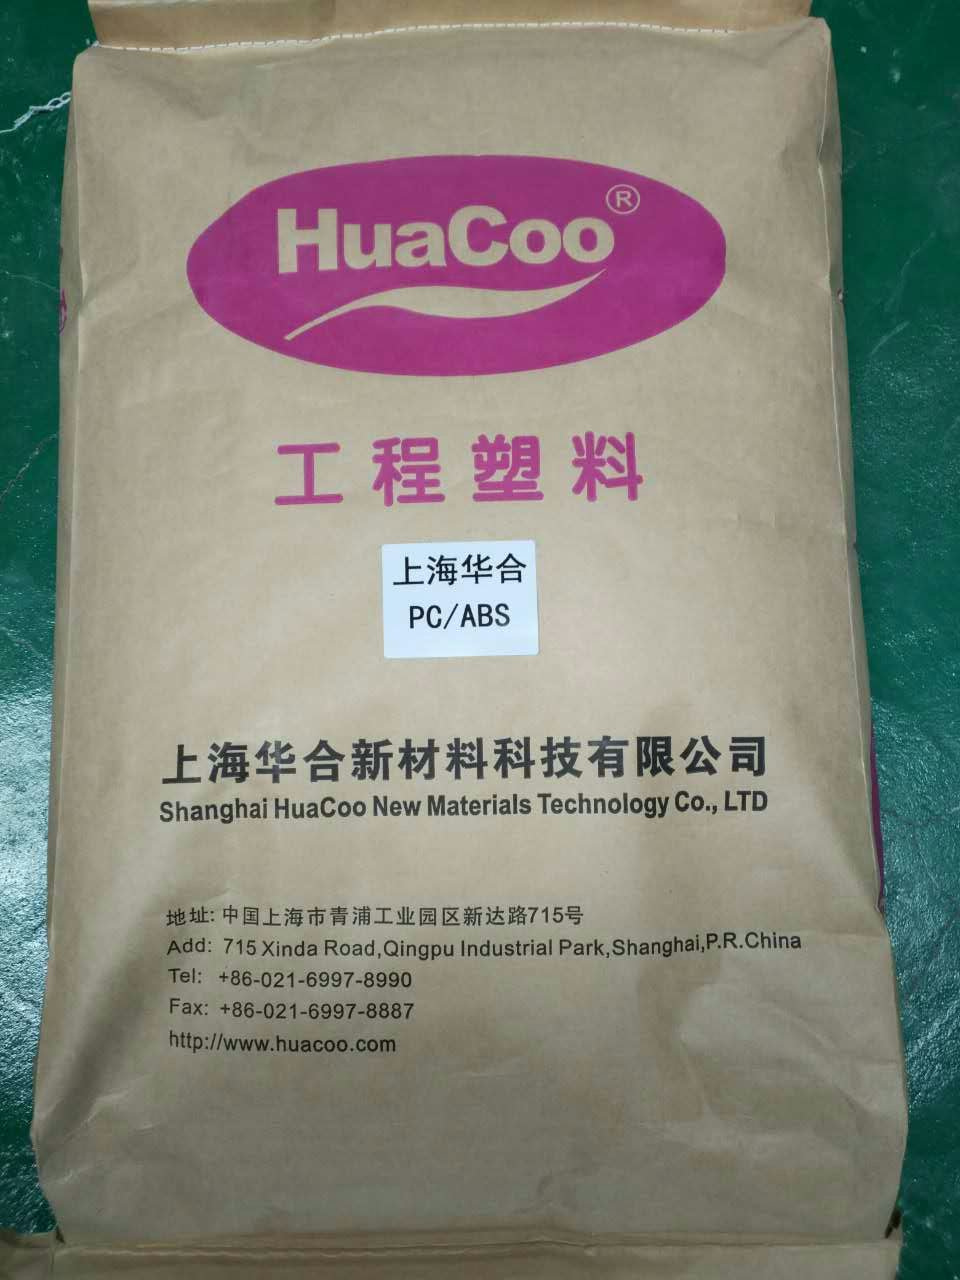 HuaCoo®
工程塑料
上海华合
PC/ABS
上海华合新材料科技有限公司
Shanghai HuaCoo New Materials Technology Co., LTD
地址: 中国上海市青浦工业园区新达路715号
Add: 715 Xinda Road,Qingpu Industrial Park,Shanghai,P.R.China
Tel: +86-021-6997-8990
Fax: +86-021-6997-8887
http://www.huacoo.com